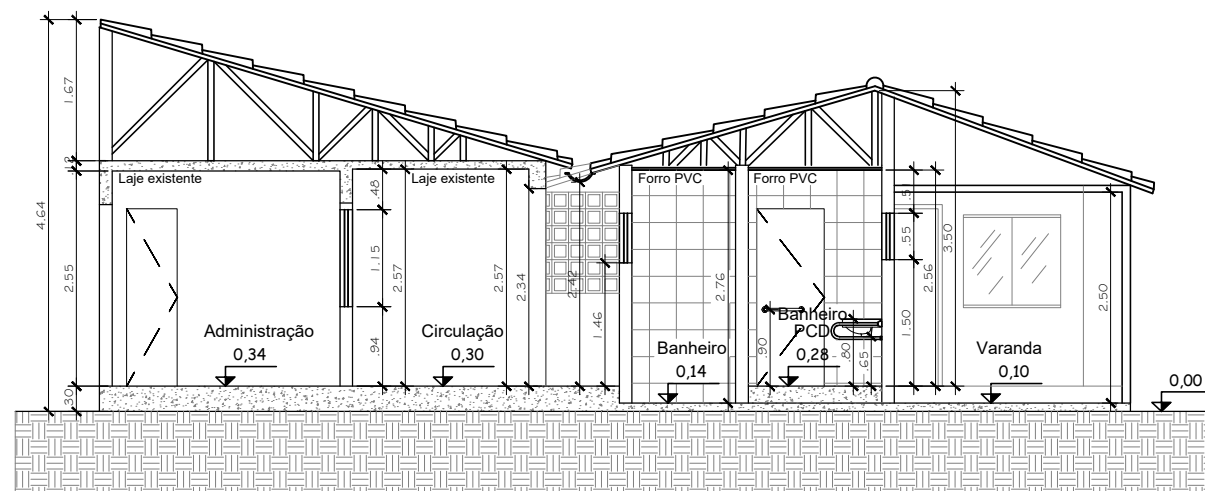 1.67
4.64
2.55
.30
Laje existente
.48
1.15
.94
2.57
Laje existente
2.57
2.34
2.42
1.46
Forro PVC
2.76
Forro PVC
.90
.80
.65
.51
.55
1.50
2.56
3.50
2.50
Administração
0,34
Circulação
0,30
Banheiro
0,14
Banheiro
PCD
0,28
Varanda
0,10
0,00